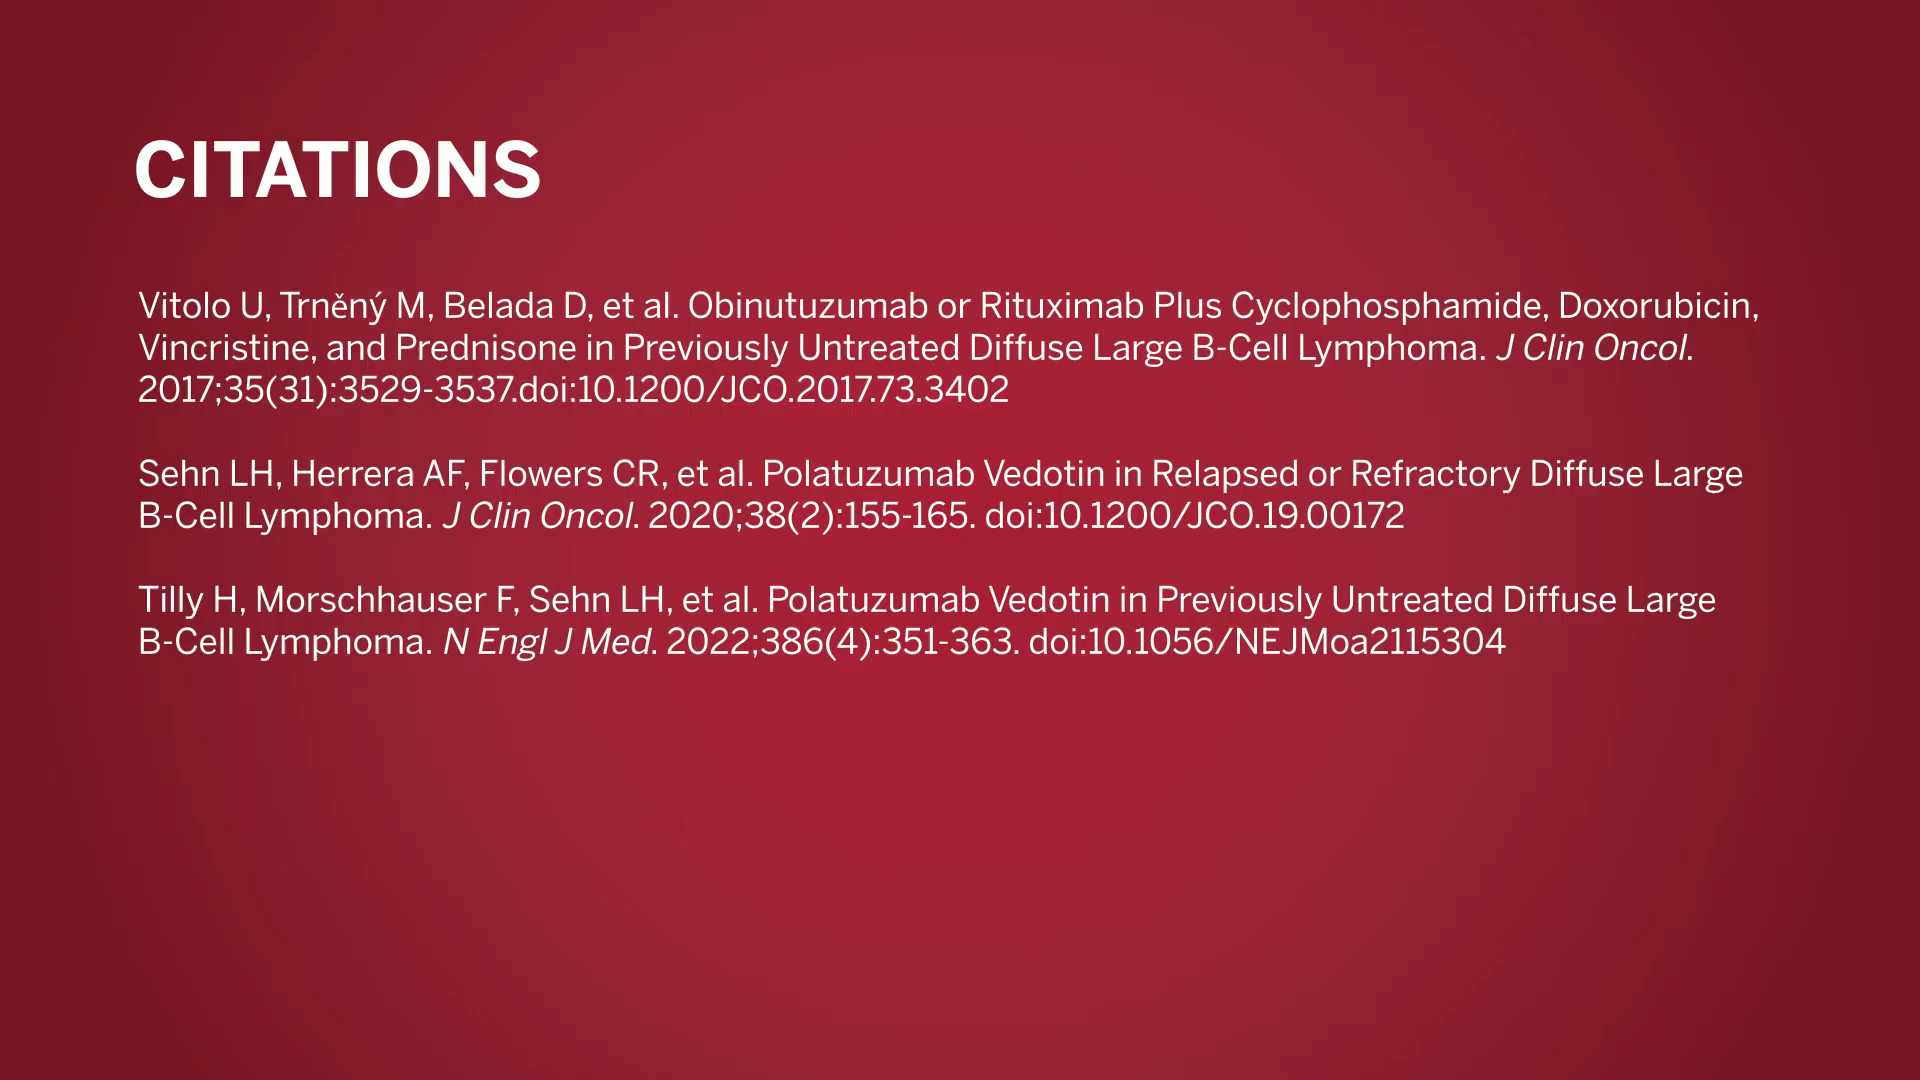 CITATIONS
Vitolo U, Trněný M, Belada D, et al. Obinutuzumab or Rituximab Plus Cyclophosphamide, Doxorubicin,
Vincristine, and Prednisone in Previously Untreated Diffuse Large B-Cell Lymphoma. J Clin Oncol.
2017;35(31):3529-3537.doi:10.1200/JCO.2017.73.3402
Sehn LH, Herrera AF, Flowers CR, et al. Polatuzumab Vedotin in Relapsed or Refractory Diffuse Large
B-Cell Lymphoma. J Clin Oncol. 2020;38(2):155-165. doi:10.1200/JCO.19.00172
Tilly H, Morschhauser F, Sehn LH, et al. Polatuzumab Vedotin in Previously Untreated Diffuse Large
B-Cell Lymphoma. N Engl J Med. 2022;386(4):351-363. doi:10.1056/NEJMoa2115304